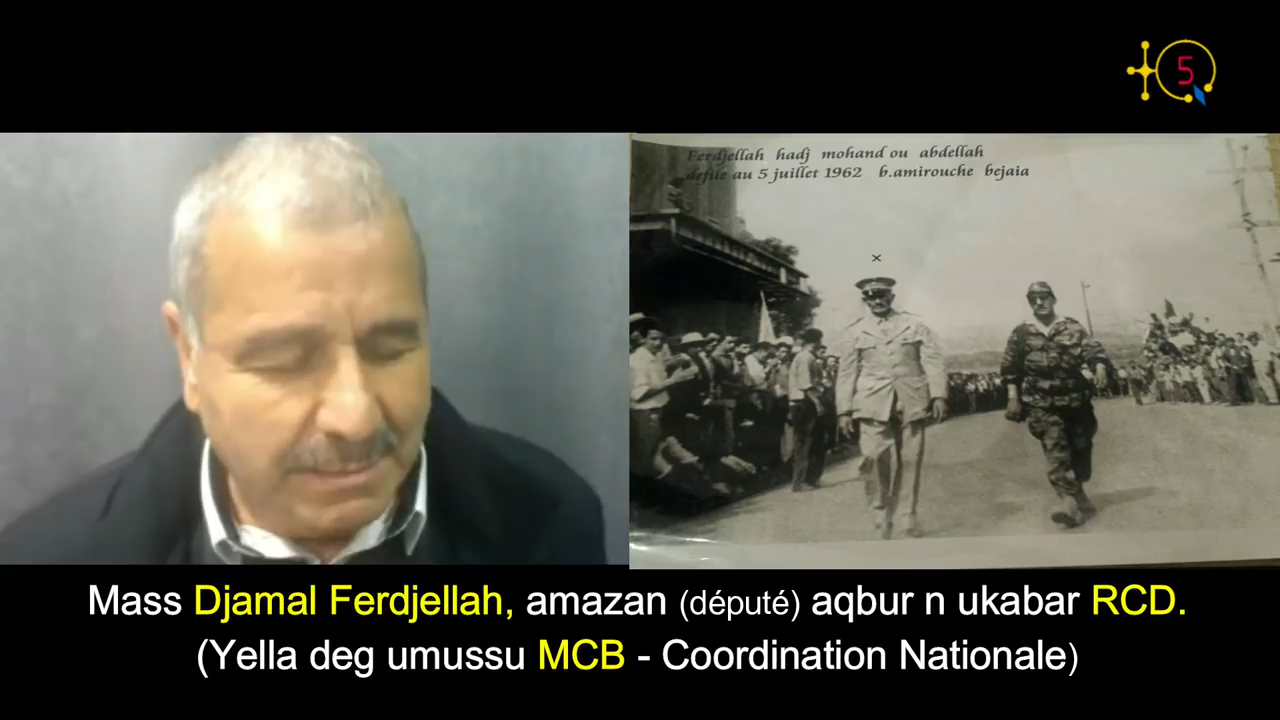 5
Ferdjellah hadj mohand ou abdellah
defile au 5 juillet 1962 b.amirouche bejaia
×
Mass Djamal Ferdjellah, amazan (député) aqbur n ukabar RCD.
(Yella deg umussu MCB - Coordination Nationale)